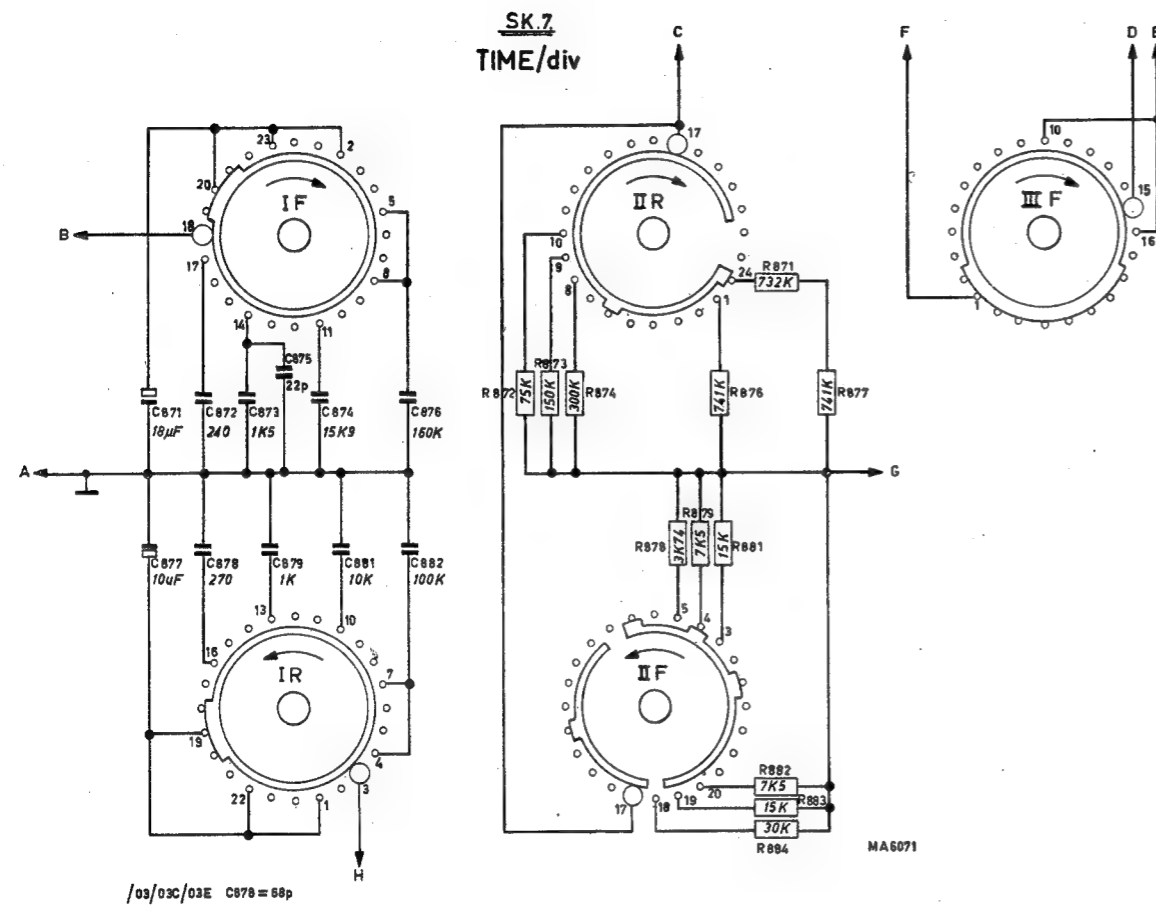 SK.7.
TIME/div
C
F
D
E
17
10
23
2
20
5
15
I F
II R
III F
B
18
10
16
17
9
8
8
24
R871
732K
1
1
14
11
C875
22p
R873
R872
75K
150K
300K
R874
741K
R876
741K
R877
C871
18µF
C872
240
C873
1K5
C874
15K9
C876
160K
A
G
R879
R878
3K74
7K5
15K
R881
C877
10uF
C878
270
C879
1K
C881
10K
C882
100K
13
10
5
4
3
16
7
I R
II F
19
4
3
R882
7K5
20
22
1
19
15K
R883
17
18
30K
R884
MA6071
H
/03/03C/03E C878=68p